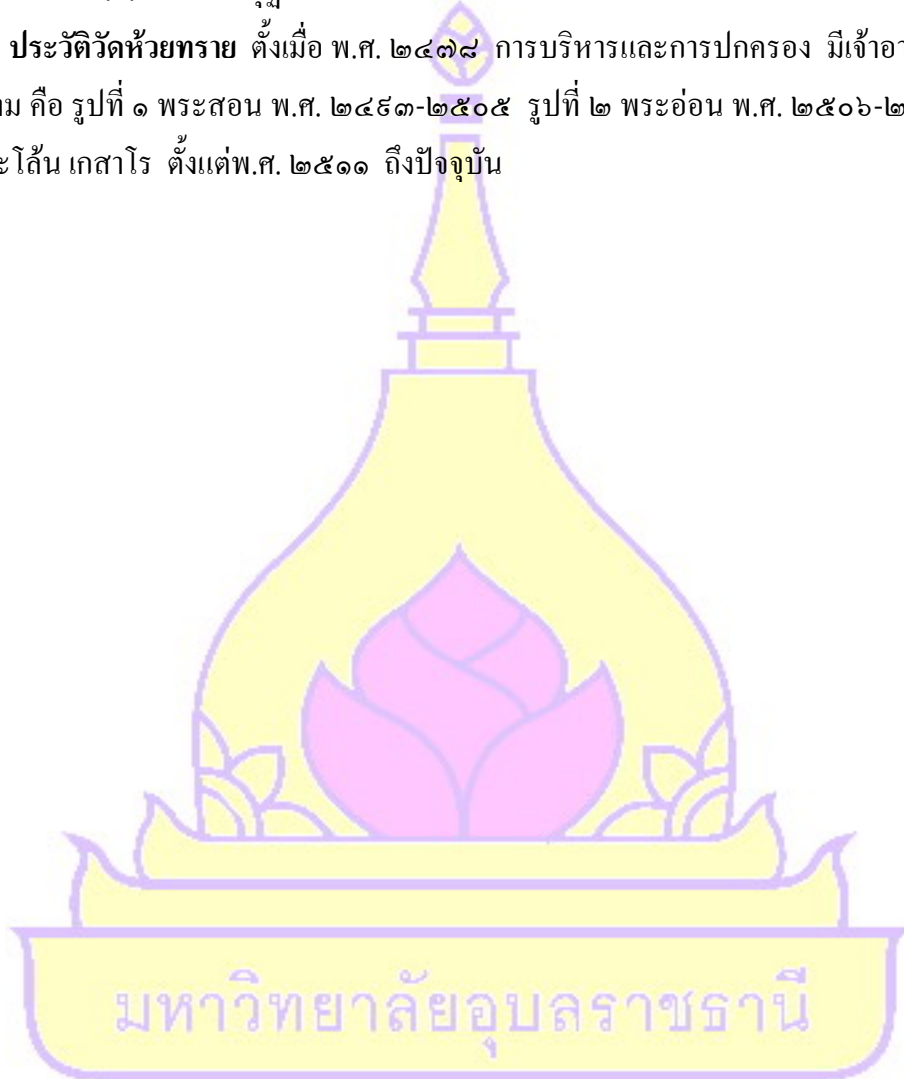 ประวัติวัดห้วยทราย ตั้งเมื่อ พ.ศ. ๒๔๗๘ การบริหารและการปกครอง มีเจ้าอา
คือ รูปที่ ๑ พระสอน พ.ศ. ๒๔๙๓-๒๕๐๕ รูปที่ ๒ พระอ่อน พ.ศ. ๒๕๐๖-๒
ะโล้น เกสาโร ตั้งแต่พ.ศ. ๒๕๑๑ ถึงปัจจุบัน
มหาวิทยาลัยอุบลราชธานี